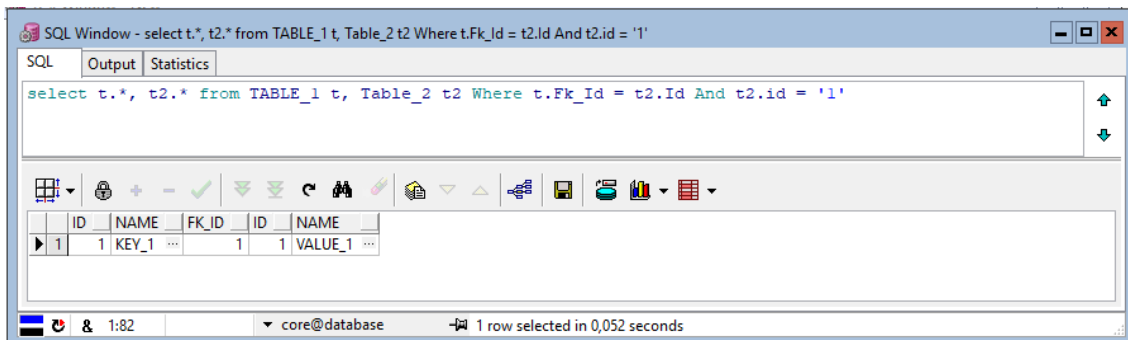 SQL Window - select t.*, t2.* from TABLE_1 t, Table_2 t2 Where t.Fk_Id = t2.Id And t2.id = '1'
SQL Output Statistics
select t.*, t2.* from TABLE_1 t, Table_2 t2 Where t.Fk_Id = t2.Id And t2.id = '1'
ID NAME FK_ID ID NAME
1 1 KEY_1 ... 1 1 VALUE_1 ...
& 1:82 core@database 1 row selected in 0,052 seconds